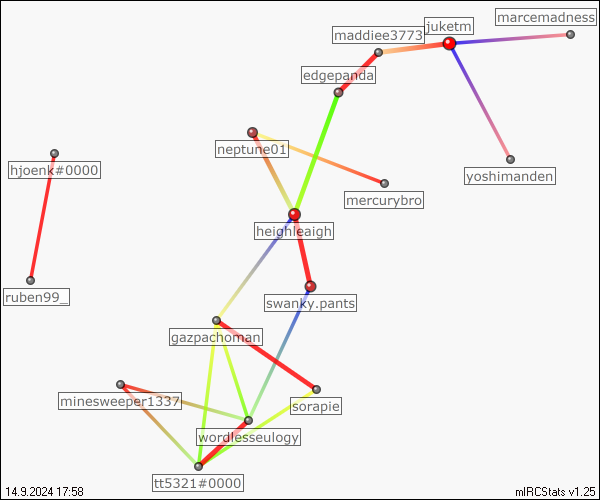 marcemadness
juketm
maddiee3773
edgepanda
neptune01
hjoenk#0000
yoshimanden
mercurybro
heighleaigh
ruben99_
swanky.pants
gazpachoman
minesweeper1337
sorapie
wordlesseulogy
tt5321#0000
14.9.2024 17:58
mIRCStats v1.25